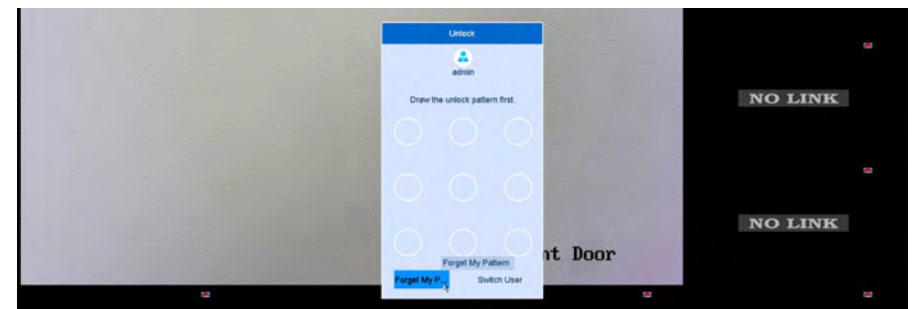 Unlock
admin
Draw the unlock pattern first.
NO LINK
NO LINK
nt Door
Forget My Pattern
Forget My P...
Switch User